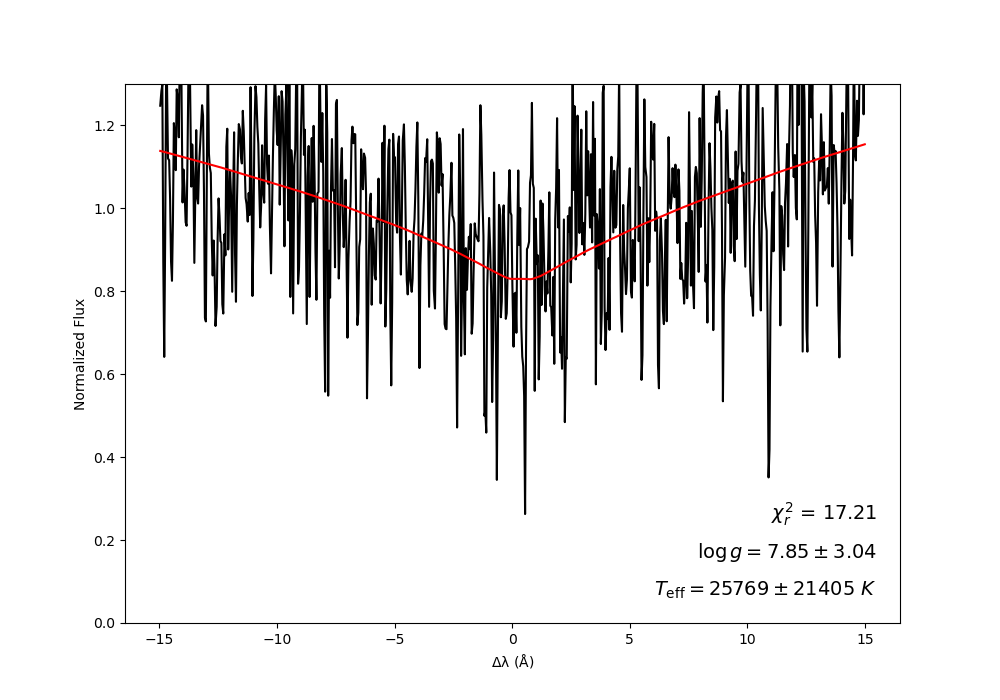 1.2
1.0
0.8
0.6
0.4
0.2
0.0
Normalized Flux
χ²ᵣ = 17.21
log g = 7.85 ± 3.04
T_eff = 25769 ± 21405 K
−15 −10 −5 0 5 10 15
Δλ (Å)